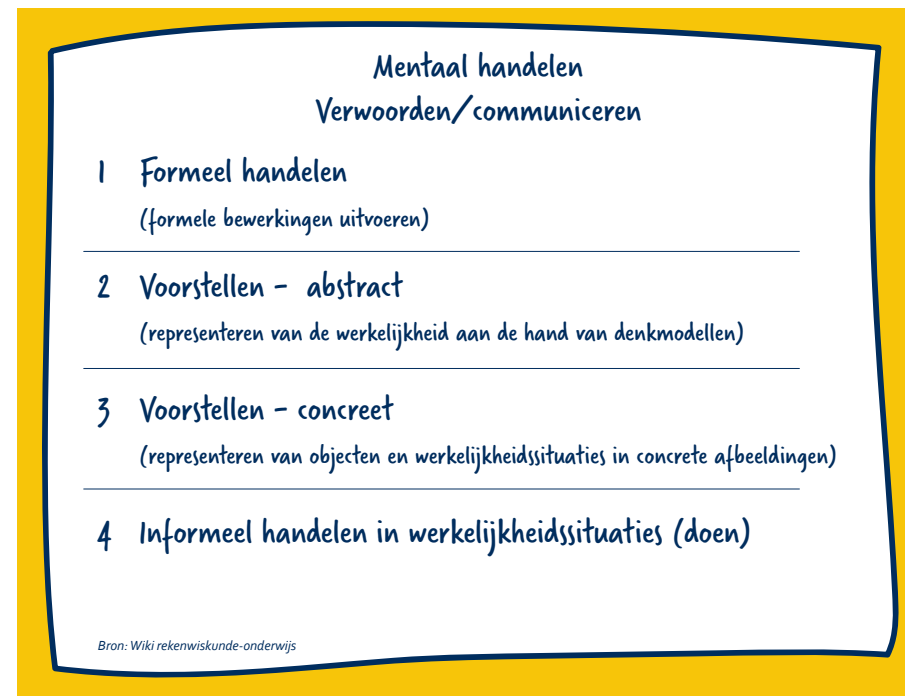 Mentaal handelen
Verwoorden/communiceren
1 Formeel handelen
(formele bewerkingen uitvoeren)
2 Voorstellen - abstract
(representeren van de werkelijkheid aan de hand van denkmodellen)
3 Voorstellen - concreet
(representeren van objecten en werkelijkheidssituaties in concrete afbeeldingen)
4 Informeel handelen in werkelijkheidssituaties (doen)
Bron: Wiki rekenwiskunde-onderwijs